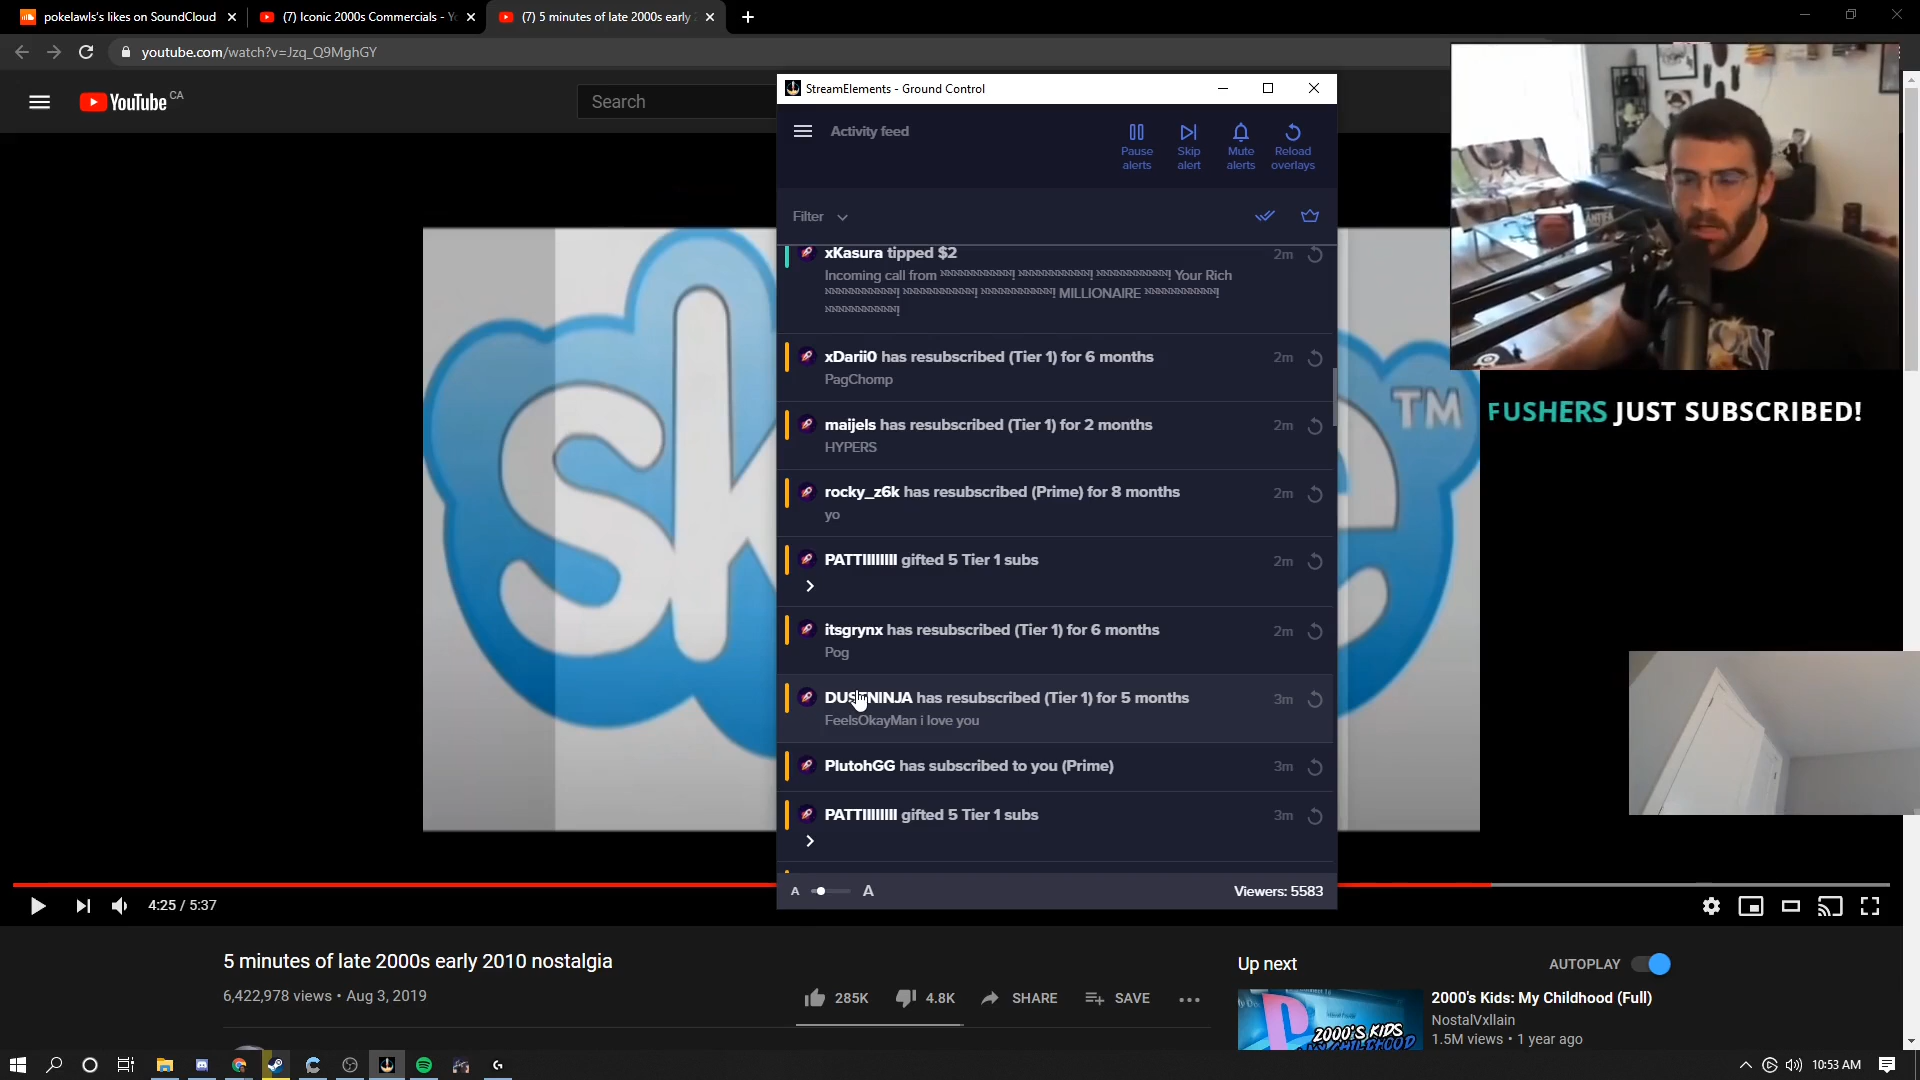 pokelawls's likes on SoundCloud
(7) Iconic 2000s Commercials - Yo
(7) 5 minutes of late 2000s early
youtube.com/watch?v=Jzq_Q9MghGY
YouTube CA
Search
StreamElements - Ground Control
Activity feed
Pause alerts
Skip alert
Mute alerts
Reload overlays
Filter
xKasura tipped $2
2m
Incoming call from
Your Rich
MILLIONAIRE
xDarii0 has resubscribed (Tier 1) for 6 months
2m
PagChomp
maijels has resubscribed (Tier 1) for 2 months
2m
HYPERS
rocky_z6k has resubscribed (Prime) for 8 months
2m
yo
gifted 5 Tier 1 subs
2m
itsgrynx has resubscribed (Tier 1) for 6 months
2m
Pog
has resubscribed (Tier 1) for 5 months
3m
FeelsOkayMan i love you
PlutohGG has subscribed to you (Prime)
3m
gifted 5 Tier 1 subs
3m
A A
Viewers: 5583
sk e
TM
FUSHERS JUST SUBSCRIBED!
4:25 / 5:37
5 minutes of late 2000s early 2010 nostalgia
6,422,978 views • Aug 3, 2019
285K
4.8K
SHARE
SAVE
Up next
AUTOPLAY
2000'S KIDS
2000's Kids: My Childhood (Full)
NostalVxllain
1.5M views • 1 year ago
10:53 AM